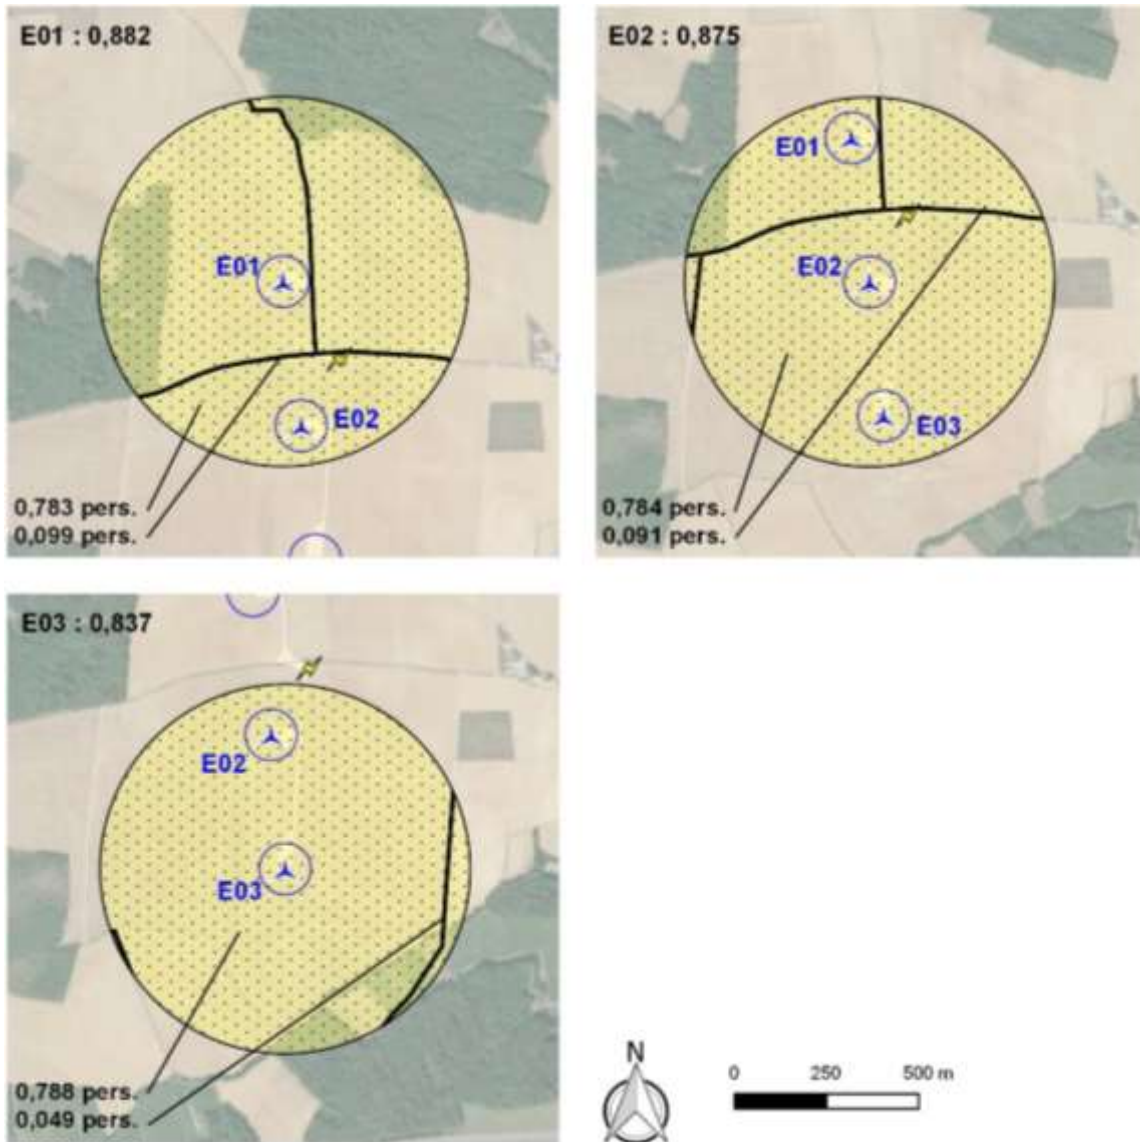 E01 : 0,882
E01
E02
0,783 pers.
0,099 pers.
E02 : 0,875
E01
E02
E03
0,784 pers.
0,091 pers.
E03 : 0,837
E02
E03
0,788 pers.
0,049 pers.
N
0 250 500 m